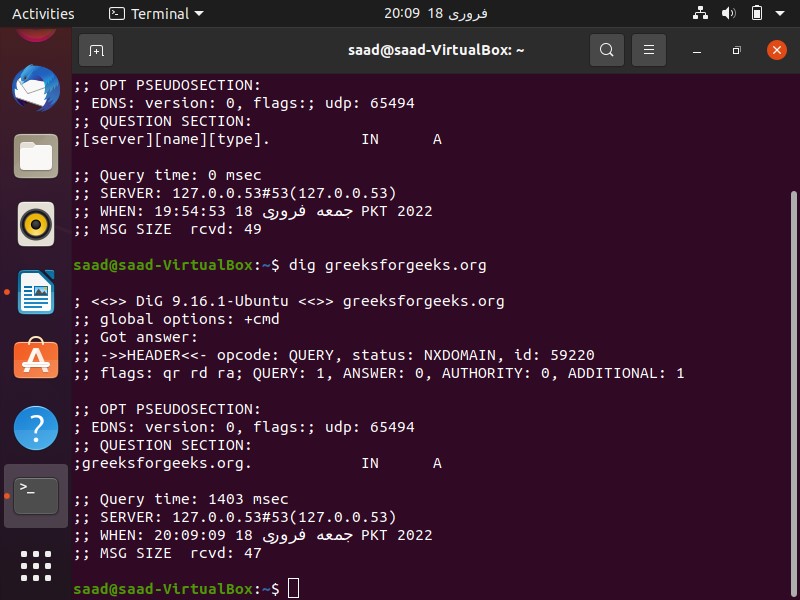 Activities Terminal 20:09 18 فروری
saad@saad-VirtualBox: ~
;; OPT PSEUDOSECTION:
; EDNS: version: 0, flags:; udp: 65494
;; QUESTION SECTION:
;[server][name][type]. IN A
;; Query time: 0 msec
;; SERVER: 127.0.0.53#53(127.0.0.53)
;; WHEN: 19:54:53 18 جمعه فروری PKT 2022
;; MSG SIZE rcvd: 49
saad@saad-VirtualBox:~$ dig greeksforgeeks.org
; <<>> DiG 9.16.1-Ubuntu <<>> greeksforgeeks.org
;; global options: +cmd
;; Got answer:
;; ->>HEADER<<- opcode: QUERY, status: NXDOMAIN, id: 59220
;; flags: qr rd ra; QUERY: 1, ANSWER: 0, AUTHORITY: 0, ADDITIONAL: 1
;; OPT PSEUDOSECTION:
; EDNS: version: 0, flags:; udp: 65494
;; QUESTION SECTION:
;greeksforgeeks.org. IN A
;; Query time: 1403 msec
;; SERVER: 127.0.0.53#53(127.0.0.53)
;; WHEN: 20:09:09 18 جمعه فروری PKT 2022
;; MSG SIZE rcvd: 47
saad@saad-VirtualBox:~$